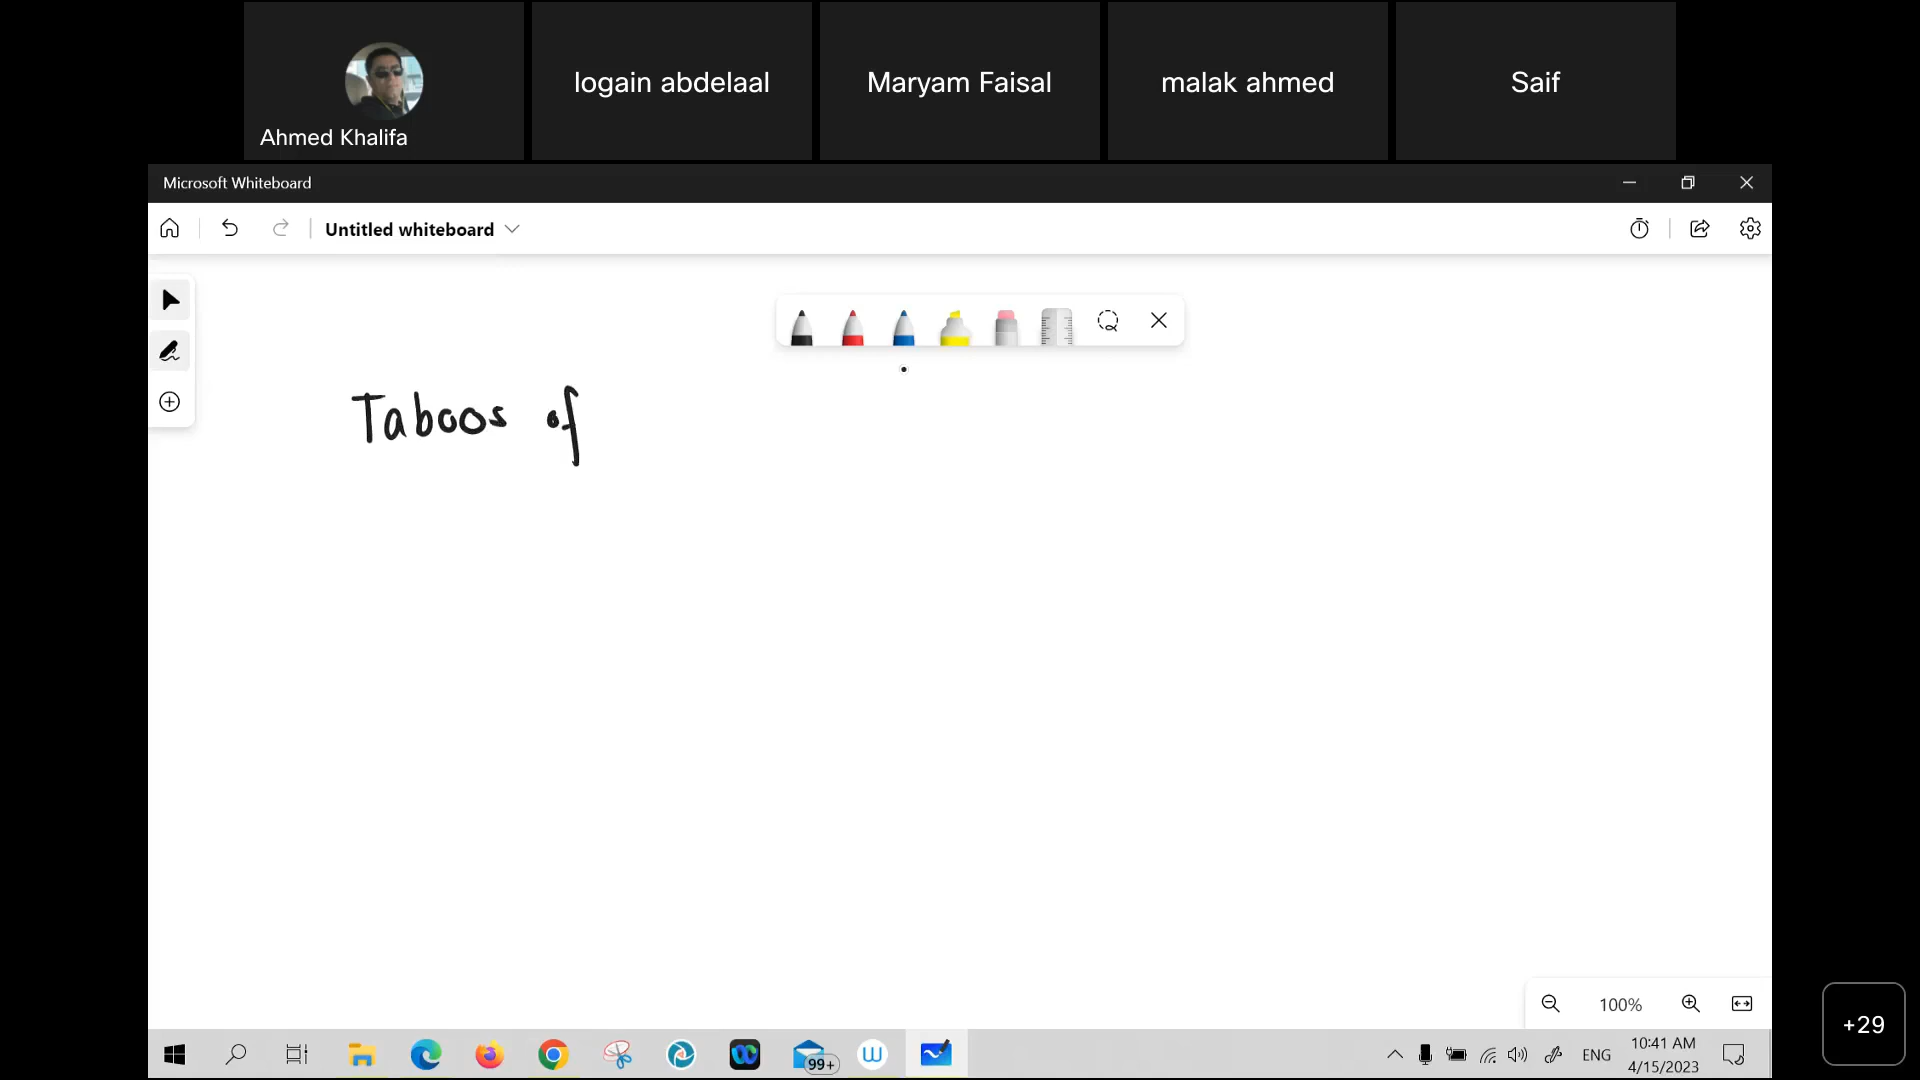 logain abdelaal
Maryam Faisal
malak ahmed
Saif
Ahmed Khalifa
Microsoft Whiteboard
Untitled whiteboard
Taboos of
100%
+29
99+
ENG
10:41 AM
4/15/2023